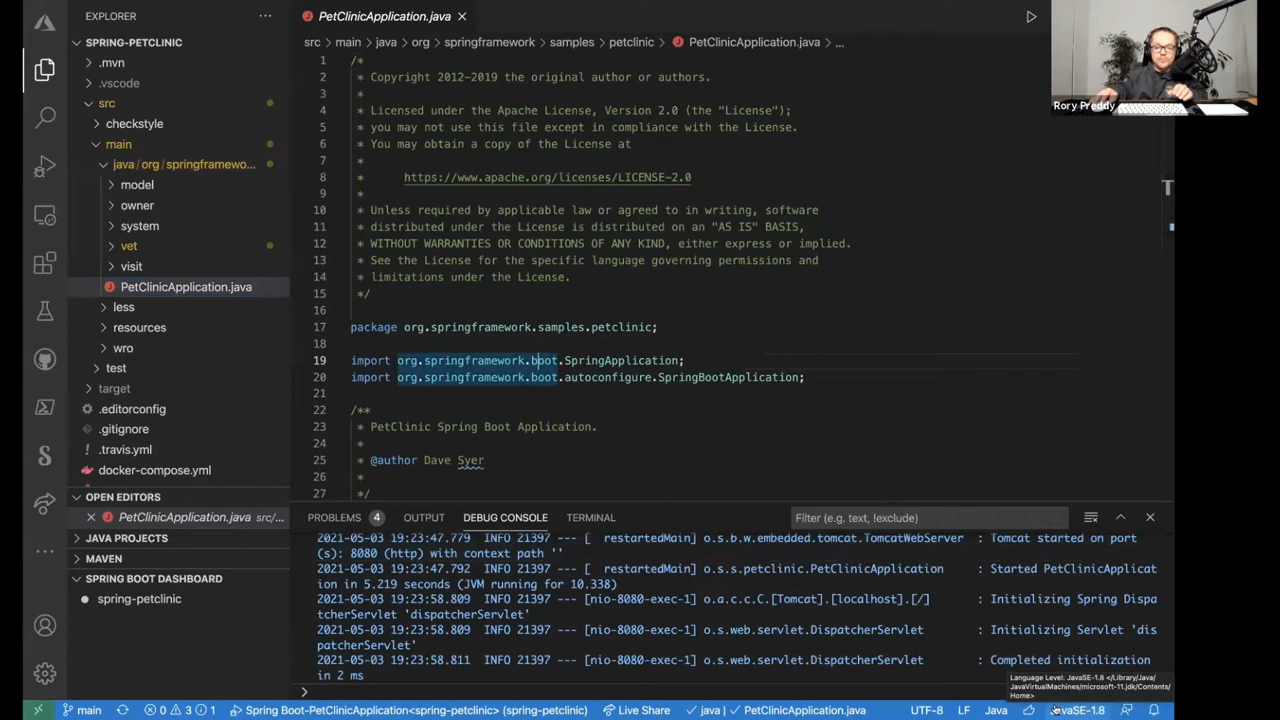 EXPLORER
PetClinicApplication.java
SPRING-PETCLINIC
.mvn
.vscode
src
checkstyle
main
java / org / springframewo...
model
owner
system
vet
visit
PetClinicApplication.java
less
resources
wro
test
target
.editorconfig
.gitignore
.travis.yml
docker-compose.yml
OPEN EDITORS
PetClinicApplication.java src/...
JAVA PROJECTS
MAVEN
SPRING BOOT DASHBOARD
spring-petclinic
src > main > java > org > springframework > samples > petclinic > PetClinicApplication.java > ...
1 /*
2 * Copyright 2012-2019 the original author or authors.
3 *
4 * Licensed under the Apache License, Version 2.0 (the "License");
5 * you may not use this file except in compliance with the License.
6 * You may obtain a copy of the License at
7 *
8 * https://www.apache.org/licenses/LICENSE-2.0
9 *
10 * Unless required by applicable law or agreed to in writing, software
11 * distributed under the License is distributed on an "AS IS" BASIS,
12 * WITHOUT WARRANTIES OR CONDITIONS OF ANY KIND, either express or implied.
13 * See the License for the specific language governing permissions and
14 * limitations under the License.
15 */
16
17 package org.springframework.samples.petclinic;
18
19 import org.springframework.boot.SpringApplication;
20 import org.springframework.boot.autoconfigure.SpringBootApplication;
21
22 /**
23 * PetClinic Spring Boot Application.
24 *
25 * @author Dave Syer
26 *
27 */
Rory Preddy
PROBLEMS 4 OUTPUT DEBUG CONSOLE TERMINAL Filter (e.g. text, !exclude)
2021-05-03 19:23:47.779 INFO 21397 --- [ restartedMain] o.s.b.w.embedded.tomcat.TomcatWebServer : Tomcat started on port
(s): 8080 (http) with context path ''
2021-05-03 19:23:47.792 INFO 21397 --- [ restartedMain] o.s.s.petclinic.PetClinicApplication : Started PetClinicApplicat
ion in 5.219 seconds (JVM running for 10.338)
2021-05-03 19:23:58.809 INFO 21397 --- [nio-8080-exec-1] o.a.c.c.C.[Tomcat].[localhost].[/] : Initializing Spring Dispa
tcherServlet 'dispatcherServlet'
2021-05-03 19:23:58.809 INFO 21397 --- [nio-8080-exec-1] o.s.web.servlet.DispatcherServlet : Initializing Servlet 'dis
patcherServlet'
2021-05-03 19:23:58.811 INFO 21397 --- [nio-8080-exec-1] o.s.web.servlet.DispatcherServlet : Completed initialization
in 2 ms
Language Level: JavaSE-1.8 </Library/Java/
JavaVirtualMachines/microsoft-11.jdk/Contents/
Home>
main 0 3 1 Spring Boot-PetClinicApplication<spring-petclinic> (spring-petclinic) Live Share java | PetClinicApplication.java UTF-8 LF Java JavaSE-1.8